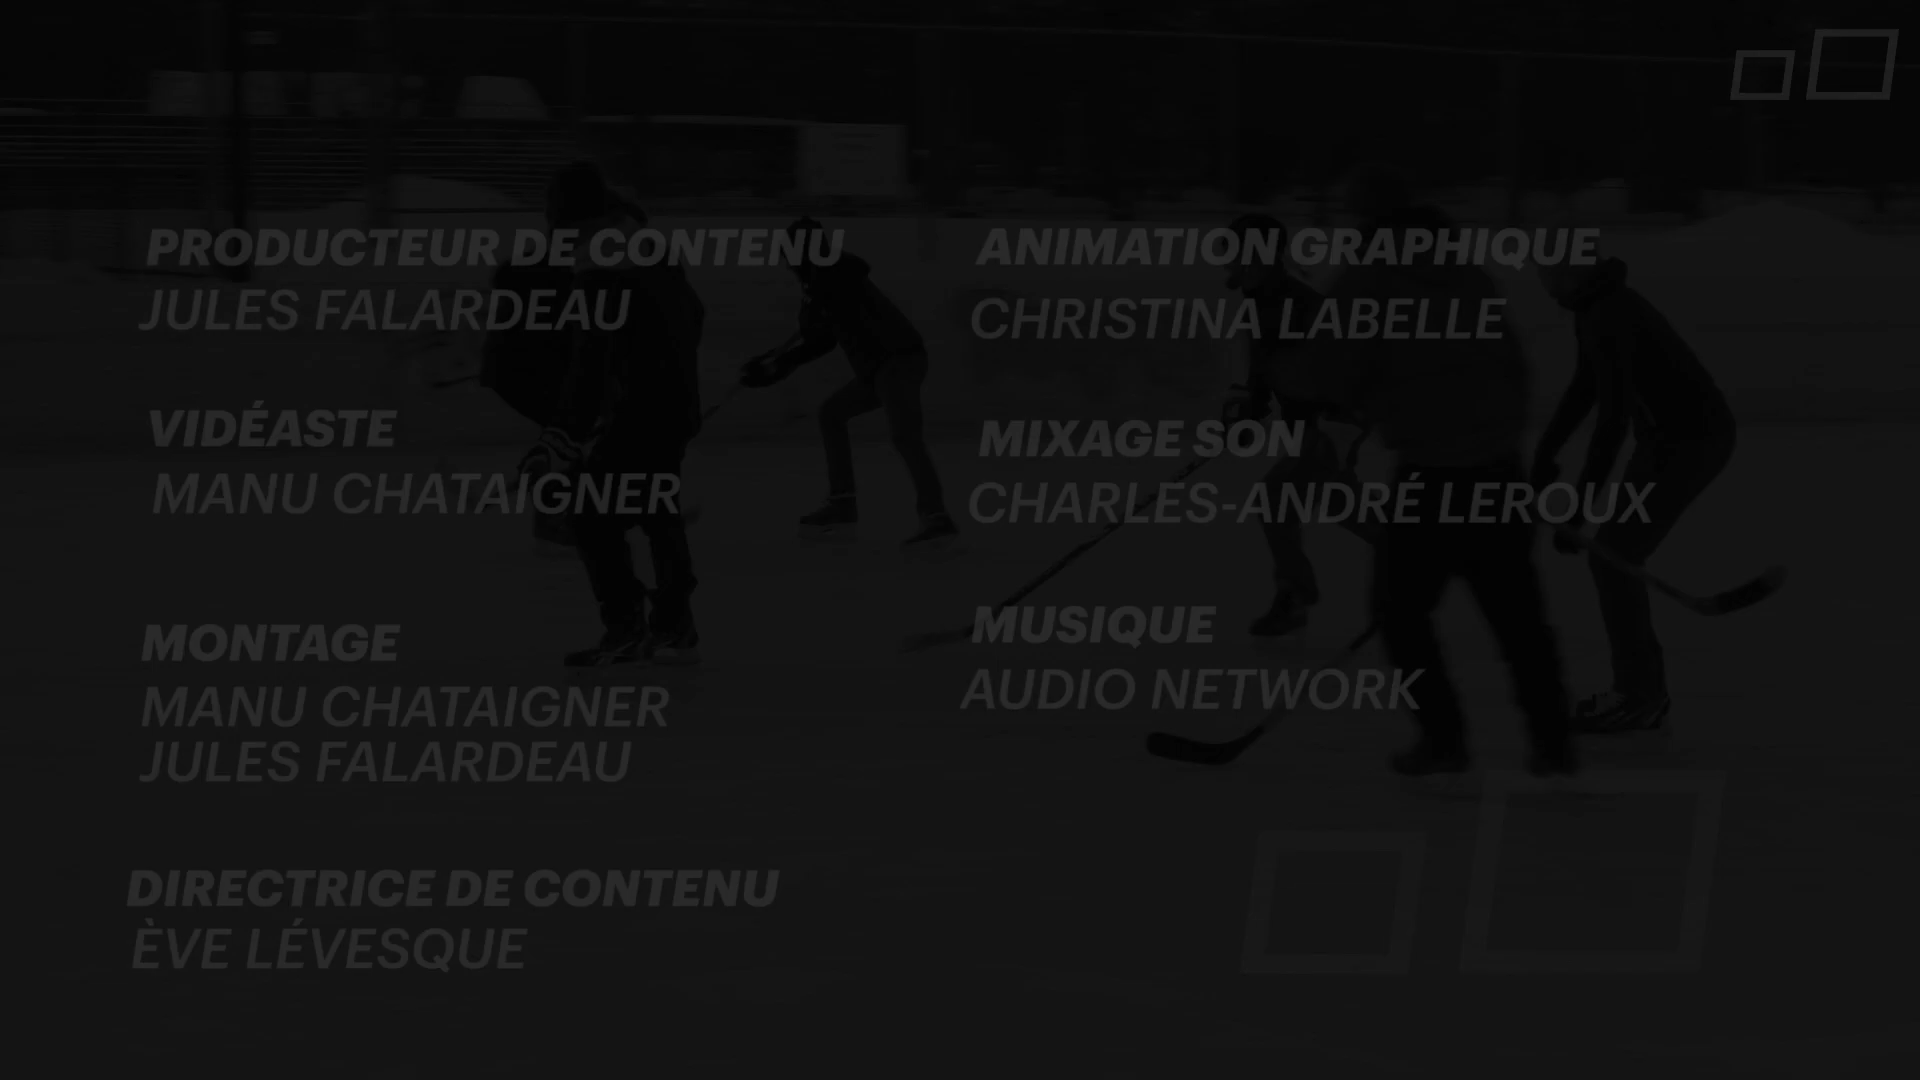 PRODUCTEUR DE CONTENU
JULES FALARDEAU
VIDÉASTE
MANU CHATAIGNER
MONTAGE
MANU CHATAIGNER
JULES FALARDEAU
DIRECTRICE DE CONTENU
ÈVE LÉVESQUE
ANIMATION GRAPHIQUE
CHRISTINA LABELLE
MIXAGE SON
CHARLES-ANDRÉ LEROUX
MUSIQUE
AUDIO NETWORK